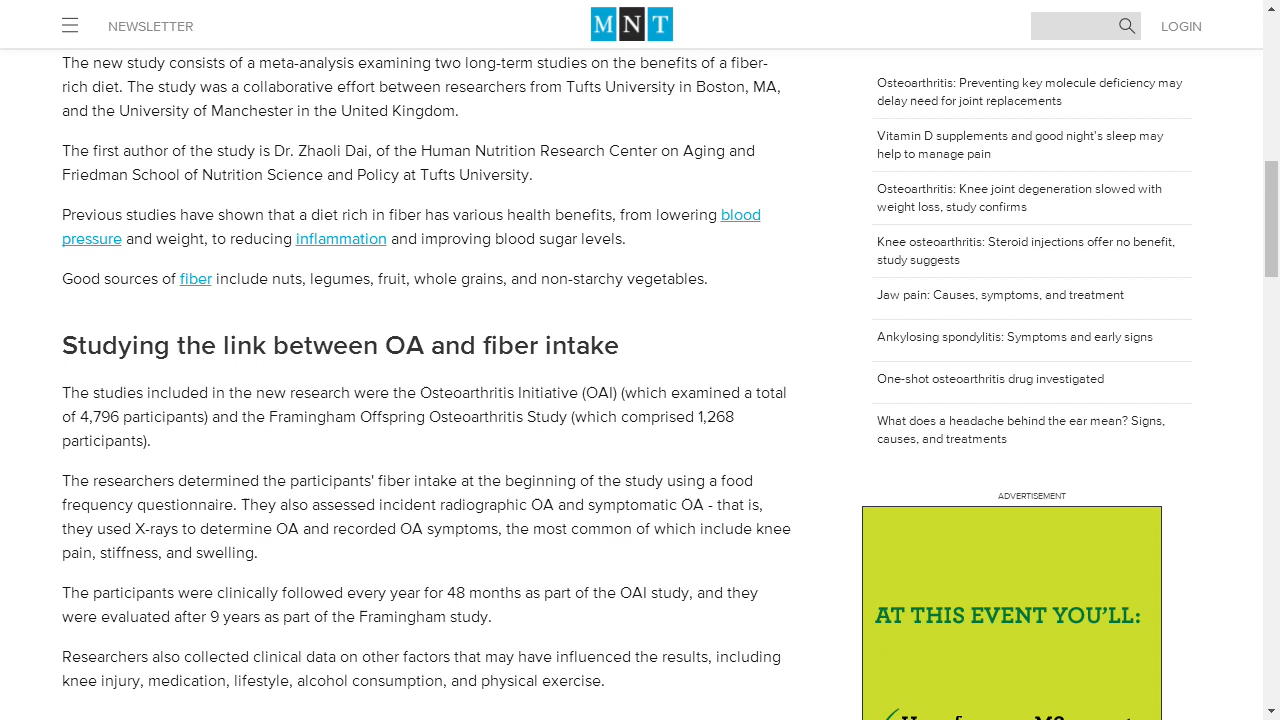 NEWSLETTER
MNT
LOGIN
The new study consists of a meta-analysis examining two long-term studies on the benefits of a fiber-
rich diet. The study was a collaborative effort between researchers from Tufts University in Boston, MA,
and the University of Manchester in the United Kingdom.
The first author of the study is Dr. Zhaoli Dai, of the Human Nutrition Research Center on Aging and
Friedman School of Nutrition Science and Policy at Tufts University.
Previous studies have shown that a diet rich in fiber has various health benefits, from lowering blood
pressure and weight, to reducing inflammation and improving blood sugar levels.
Good sources of fiber include nuts, legumes, fruit, whole grains, and non-starchy vegetables.
Studying the link between OA and fiber intake
The studies included in the new research were the Osteoarthritis Initiative (OAI) (which examined a total
of 4,796 participants) and the Framingham Offspring Osteoarthritis Study (which comprised 1,268
participants).
The researchers determined the participants' fiber intake at the beginning of the study using a food
frequency questionnaire. They also assessed incident radiographic OA and symptomatic OA - that is,
they used X-rays to determine OA and recorded OA symptoms, the most common of which include knee
pain, stiffness, and swelling.
The participants were clinically followed every year for 48 months as part of the OAI study, and they
were evaluated after 9 years as part of the Framingham study.
Researchers also collected clinical data on other factors that may have influenced the results, including
knee injury, medication, lifestyle, alcohol consumption, and physical exercise.
Osteoarthritis: Preventing key molecule deficiency may
delay need for joint replacements
Vitamin D supplements and good night's sleep may
help to manage pain
Osteoarthritis: Knee joint degeneration slowed with
weight loss, study confirms
Knee osteoarthritis: Steroid injections offer no benefit,
study suggests
Jaw pain: Causes, symptoms, and treatment
Ankylosing spondylitis: Symptoms and early signs
One-shot osteoarthritis drug investigated
What does a headache behind the ear mean? Signs,
causes, and treatments
ADVERTISEMENT
AT THIS EVENT YOU'LL: